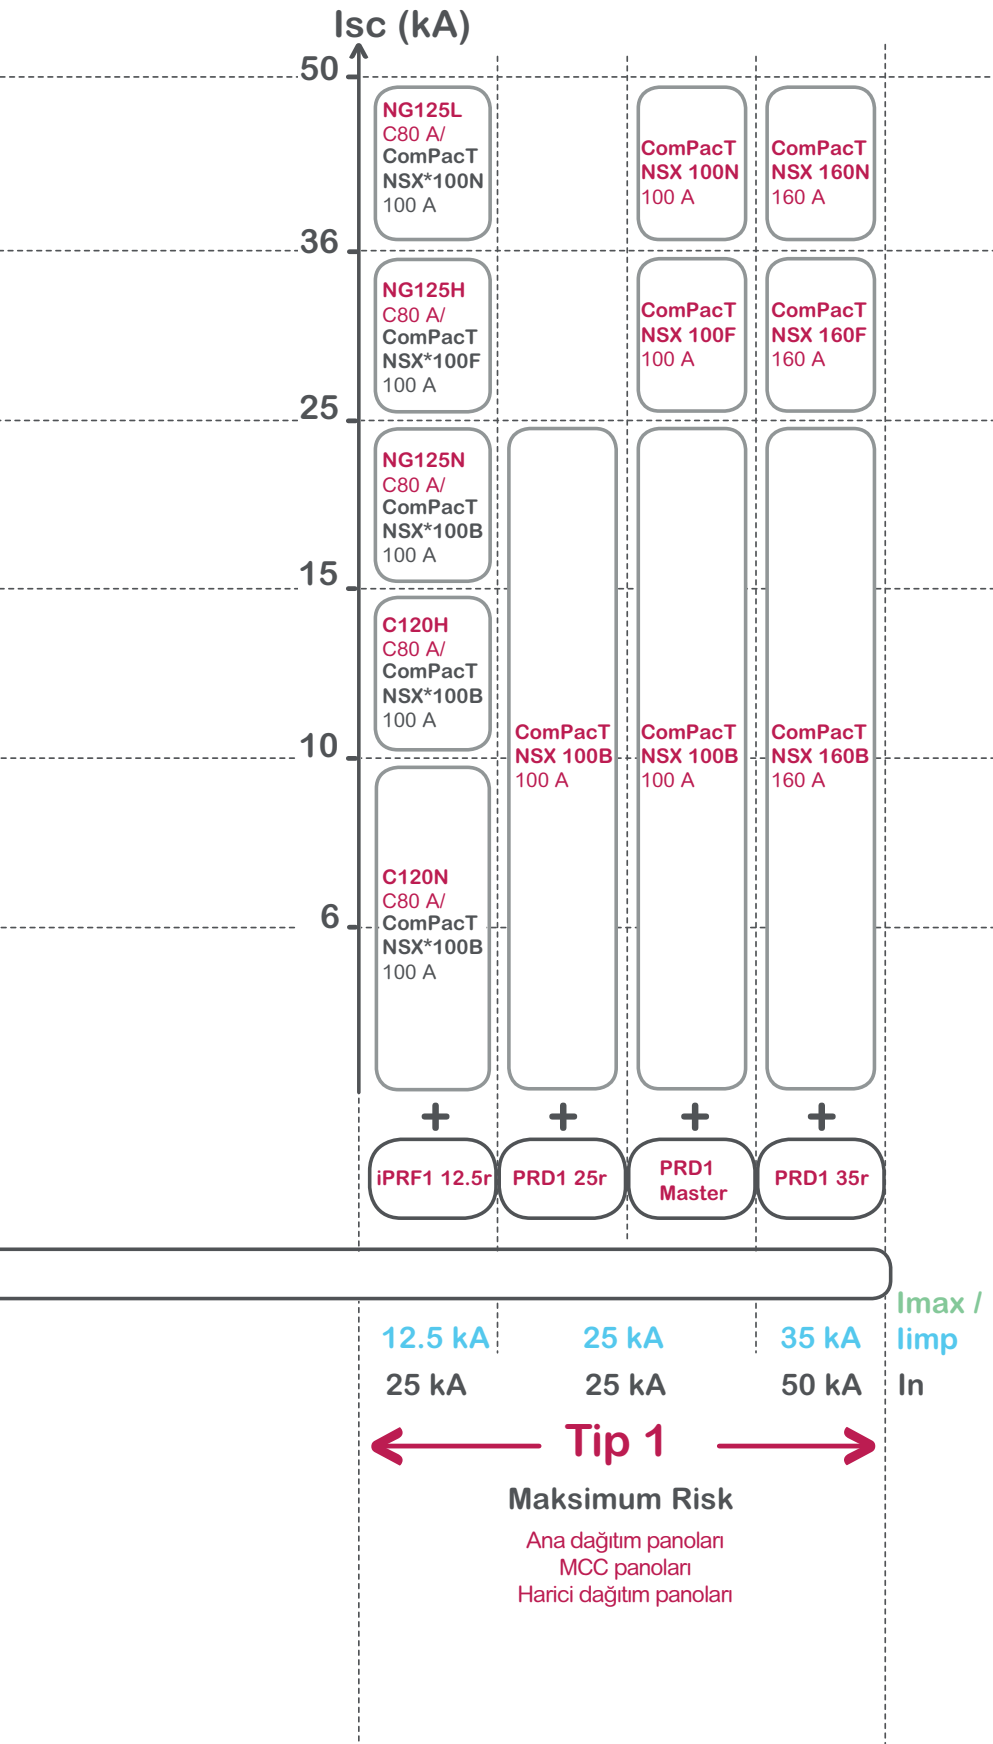 Isc (kA)
50
NG125L
C80 A/
ComPacT
NSX*100N
100 A
ComPacT
NSX 100N
100 A
ComPacT
NSX 160N
160 A
36
NG125H
C80 A/
ComPacT
NSX*100F
100 A
ComPacT
NSX 100F
100 A
ComPacT
NSX 160F
160 A
25
NG125N
C80 A/
ComPacT
NSX*100B
100 A
15
C120H
C80 A/
ComPacT
NSX*100B
100 A
10
ComPacT
NSX 100B
100 A
ComPacT
NSX 100B
100 A
ComPacT
NSX 160B
160 A
C120N
C80 A/
ComPacT
NSX*100B
100 A
6
+ + + +
iPRF1 12.5r
PRD1 25r
PRD1
Master
PRD1 35r
Imax /
12.5 kA 25 kA 35 kA Iimp
25 kA 25 kA 50 kA In
Tip 1
Maksimum Risk
Ana dağıtım panoları
MCC panoları
Harici dağıtım panoları